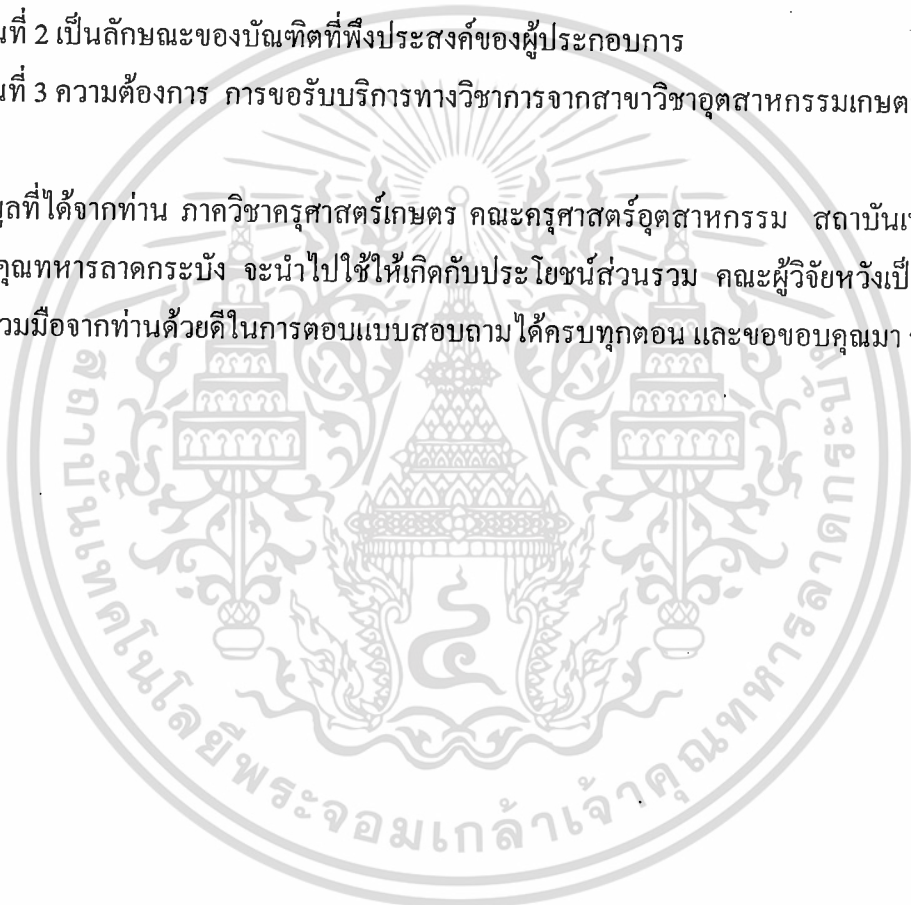 นที่ 2 เป็นลักษณะของบัณฑิตที่พึงประสงค์ของผู้ประกอบการ
นที่ 3 ความต้องการ การขอรับบริการทางวิชาการจากสาขาวิชาอุตสาหกรรมเกษต
มูลที่ได้จากท่าน ภาควิชาครุศาสตร์เกษตร คณะครุศาสตร์อุตสาหกรรม สถาบันเท
คุณทหารลาดกระบัง จะนำไปใช้ให้เกิดกับประโยชน์ส่วนรวม คณะผู้วิจัยหวังเป็
วมมือจากท่านด้วยดีในการตอบแบบสอบถามได้ครบทุกตอน และขอขอบคุณมา
สถาบันเทคโนโลยีพระจอมเกล้าเจ้าคุณทหารลาดกระบัง
๔